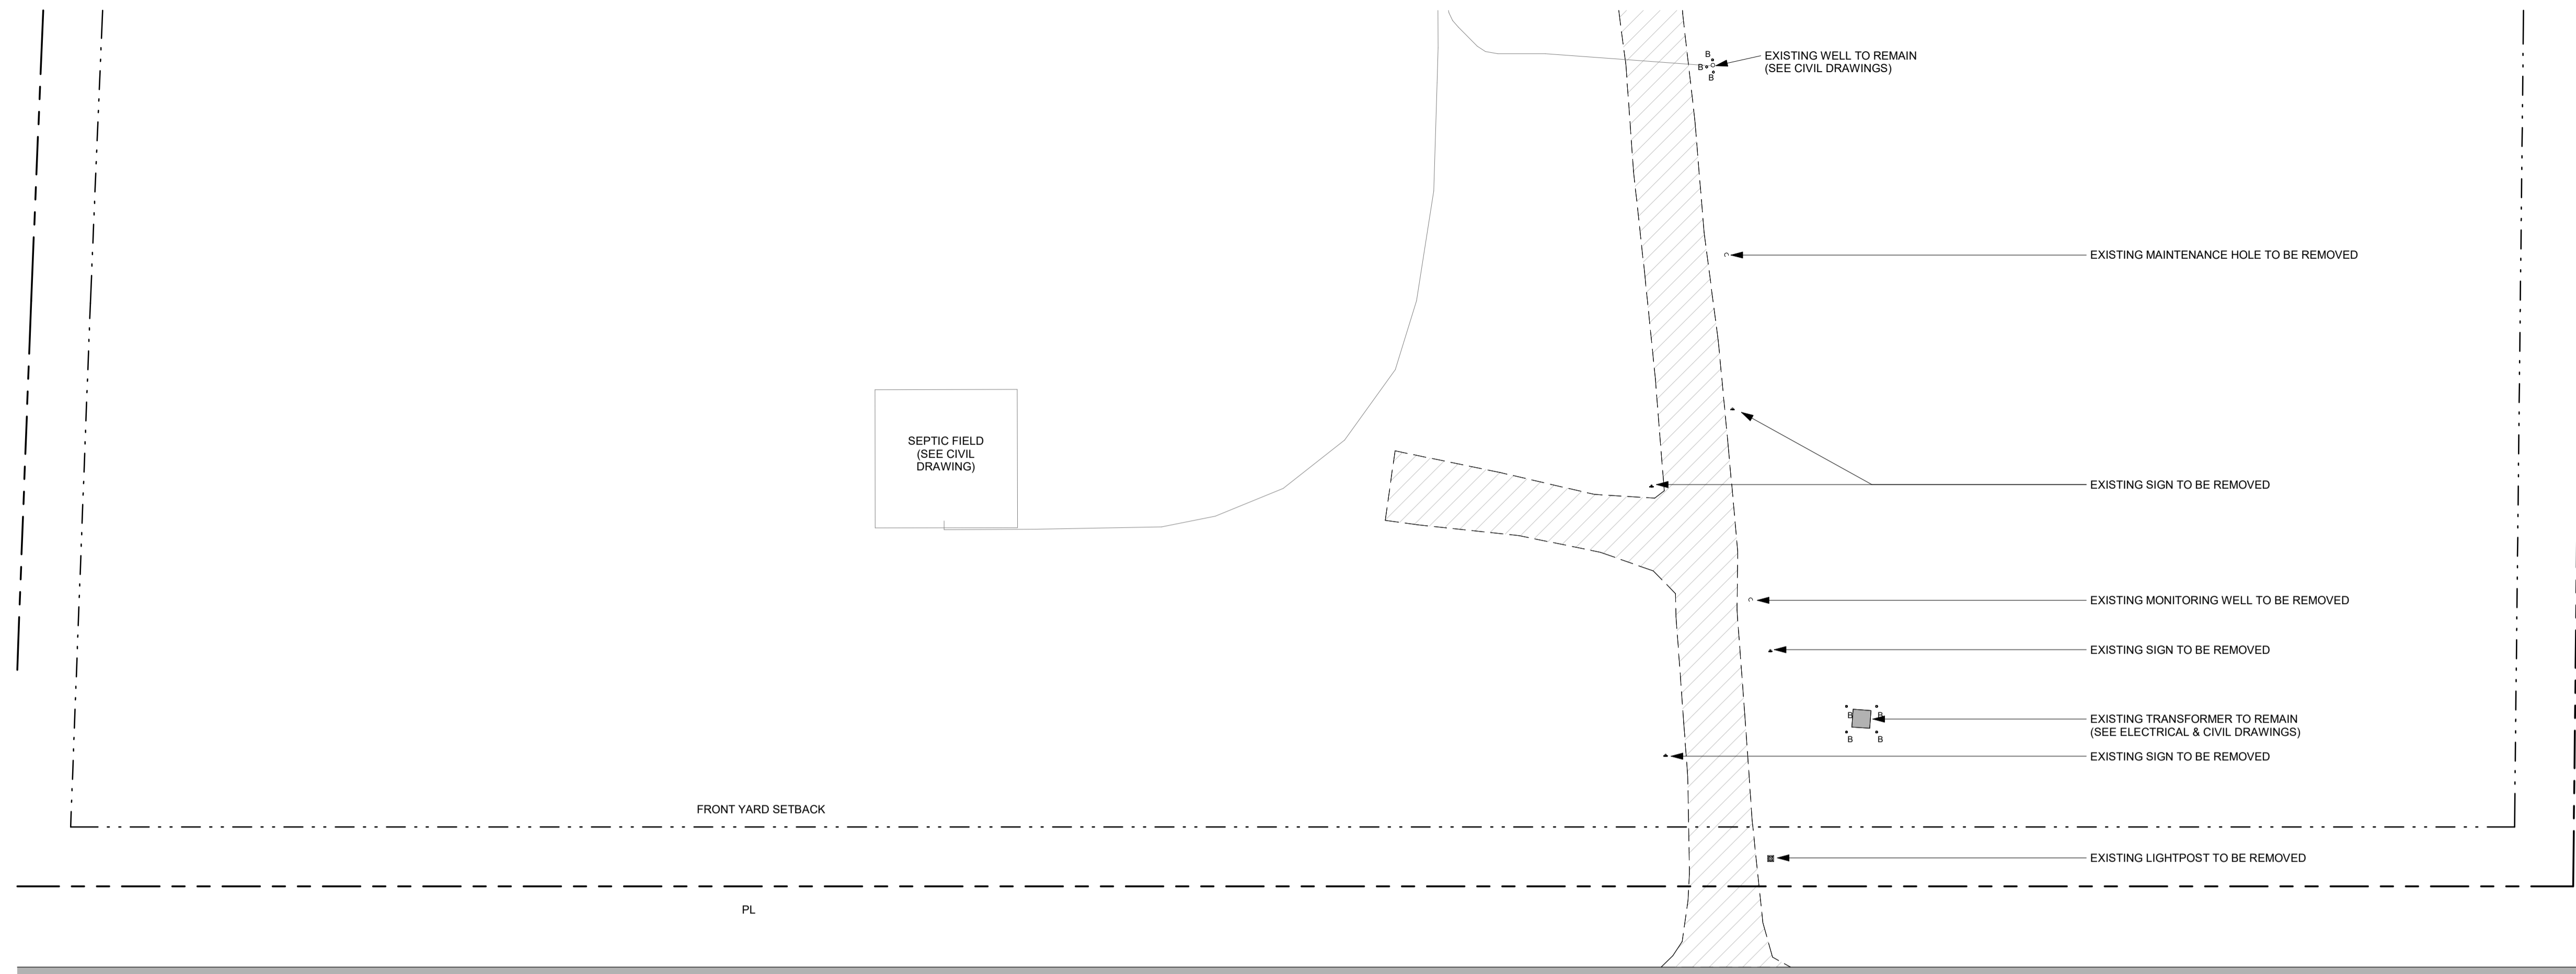 B
EXISTING WELL TO REMAIN
B
(SEE CIVIL DRAWINGS)
B
EXISTING MAINTENANCE HOLE TO BE REMOVED
SEPTIC FIELD
(SEE CIVIL
DRAWING)
EXISTING SIGN TO BE REMOVED
EXISTING MONITORING WELL TO BE REMOVED
EXISTING SIGN TO BE REMOVED
B
B
EXISTING TRANSFORMER TO REMAIN
(SEE ELECTRICAL & CIVIL DRAWINGS)
B
B
EXISTING SIGN TO BE REMOVED
FRONT YARD SETBACK
EXISTING LIGHTPOST TO BE REMOVED
PL